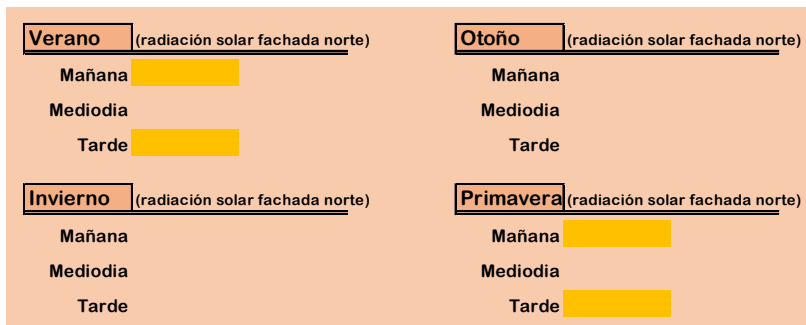 Verano (radiación solar fachada norte)
Mañana
Mediodia
Tarde
Otoño (radiación solar fachada norte)
Mañana
Mediodia
Tarde
Invierno (radiación solar fachada norte)
Mañana
Mediodia
Tarde
Primavera (radiación solar fachada norte)
Mañana
Mediodia
Tarde